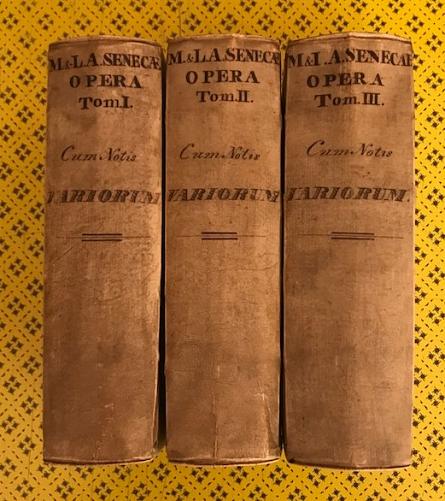 M.&L.A.SENECÆ
OPERA
Tom.I.
Cum Notis
VARIORUM
M.&L.A.SENECÆ
OPERA
Tom.II.
Cum Notis
VARIORUM
M.&L.A.SENECAE
OPERA
Tom.III.
Cum Notis
VARIORUM.